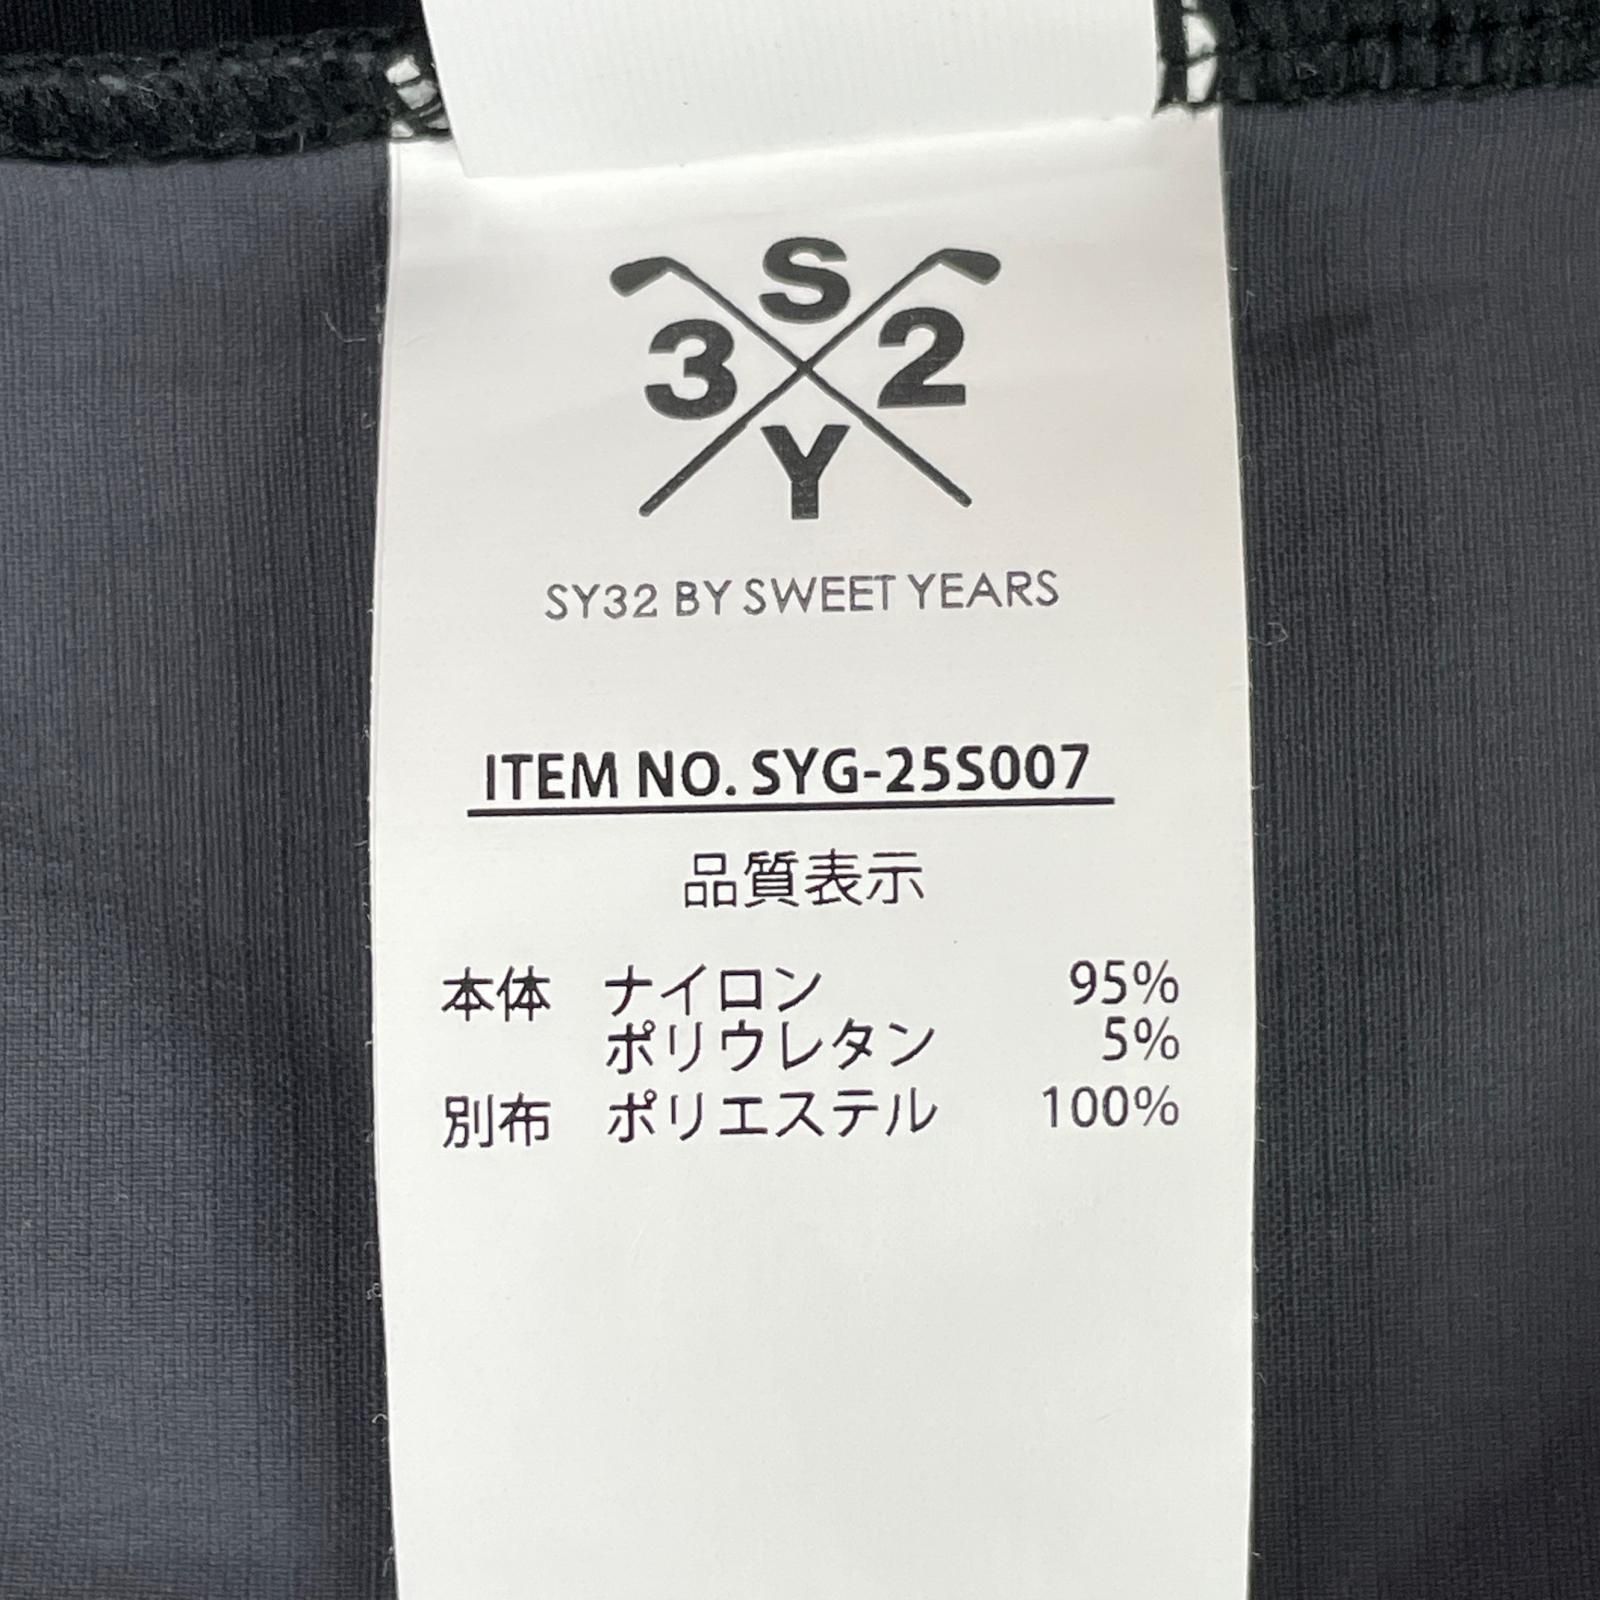 S
3 2
Y
SY32 BY SWEET YEARS
ITEM NO. SYG-25S007
品質表示
本体 ナイロン 95%
ポリウレタン 5%
別布 ポリエステル 100%